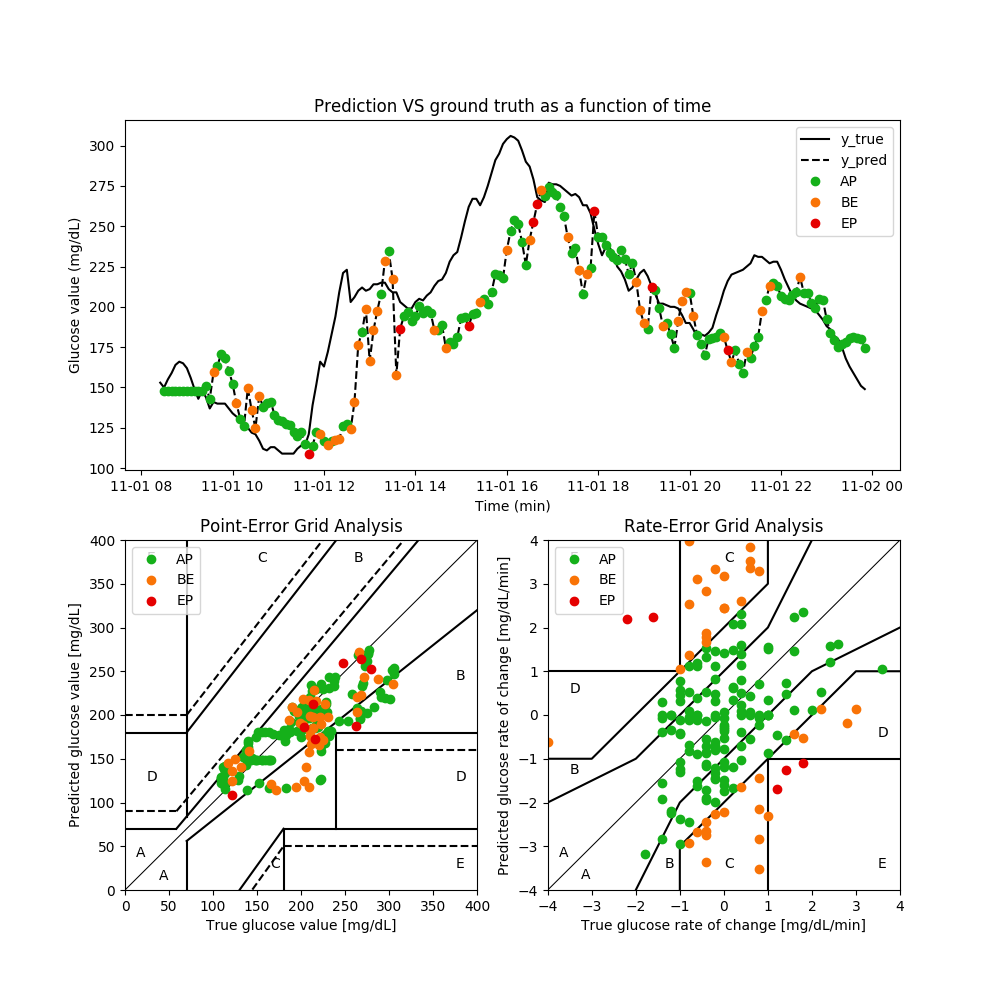 Prediction VS ground truth as a function of time
Glucose value (mg/dL)
300
275
250
225
200
175
150
125
100
y_true
y_pred
AP
BE
EP
11-01 08 11-01 10 11-01 12 11-01 14 11-01 16 11-01 18 11-01 20 11-01 22 11-02 00
Time (min)
Point-Error Grid Analysis
Predicted glucose value [mg/dL]
400
350
300
250
200
150
100
50
0
AP
BE
EP
C
B
B
D
D
A
A
C
E
0 50 100 150 200 250 300 350 400
True glucose value [mg/dL]
Rate-Error Grid Analysis
Predicted glucose rate of change [mg/dL/min]
4
3
2
1
0
−1
−2
−3
−4
AP
BE
EP
C
D
D
B
A
A
B
C
E
−4 −3 −2 −1 0 1 2 3 4
True glucose rate of change [mg/dL/min]